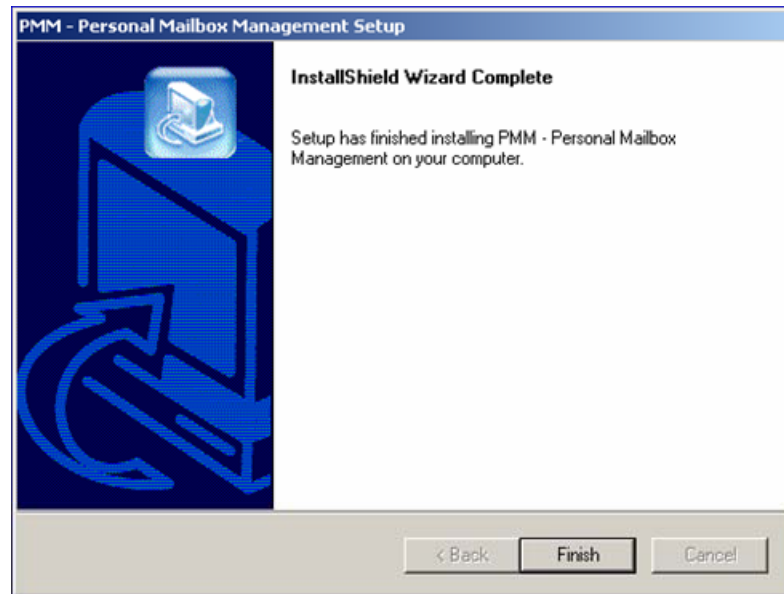 PMM - Personal Mailbox Management Setup
InstallShield Wizard Complete
Setup has finished installing PMM - Personal Mailbox
Management on your computer.
< Back Finish Cancel